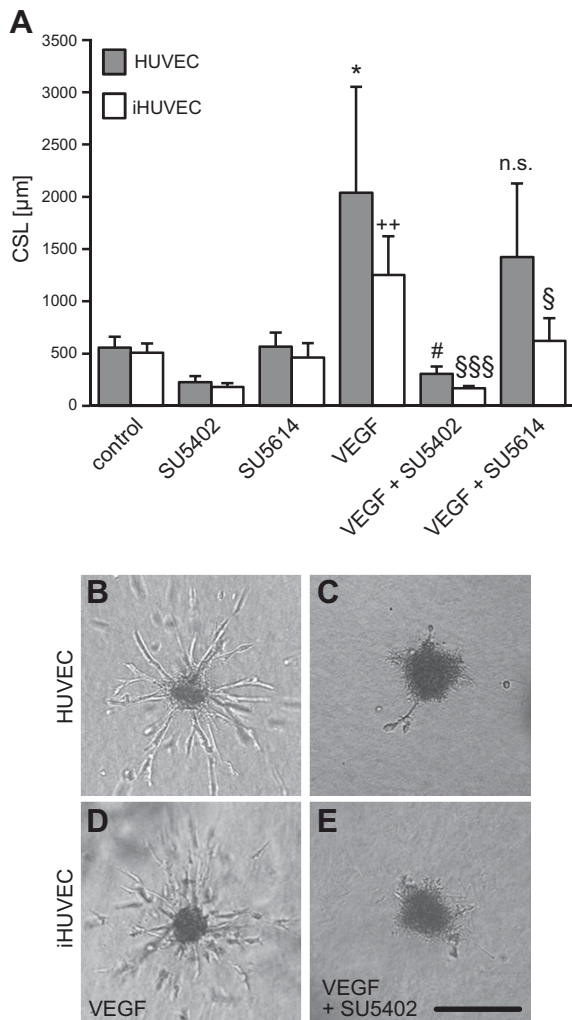 A
3500
3000
2500
2000
1500
1000
500
0
CSL [µm]
HUVEC
iHUVEC
*
++
#
§§§
n.s.
§
control
SU5402
SU5614
VEGF
VEGF + SU5402
VEGF + SU5614
HUVEC
B
C
iHUVEC
D
VEGF
E
VEGF
+ SU5402